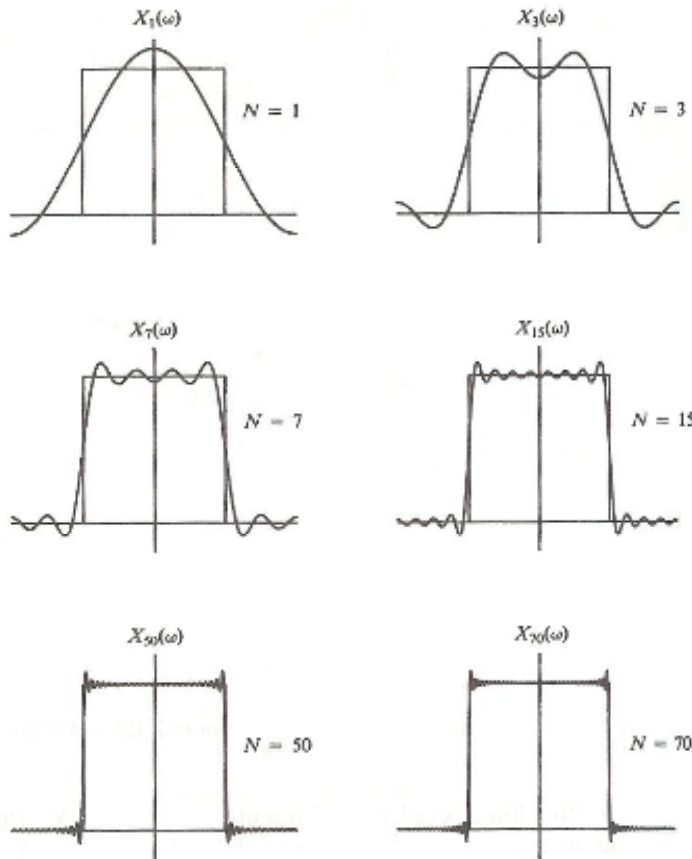 X₁(ω)
X₃(ω)
N = 1
N = 3
X₇(ω)
X₁₅(ω)
N = 7
N = 15
X₅₀(ω)
X₇₀(ω)
N = 50
N = 70